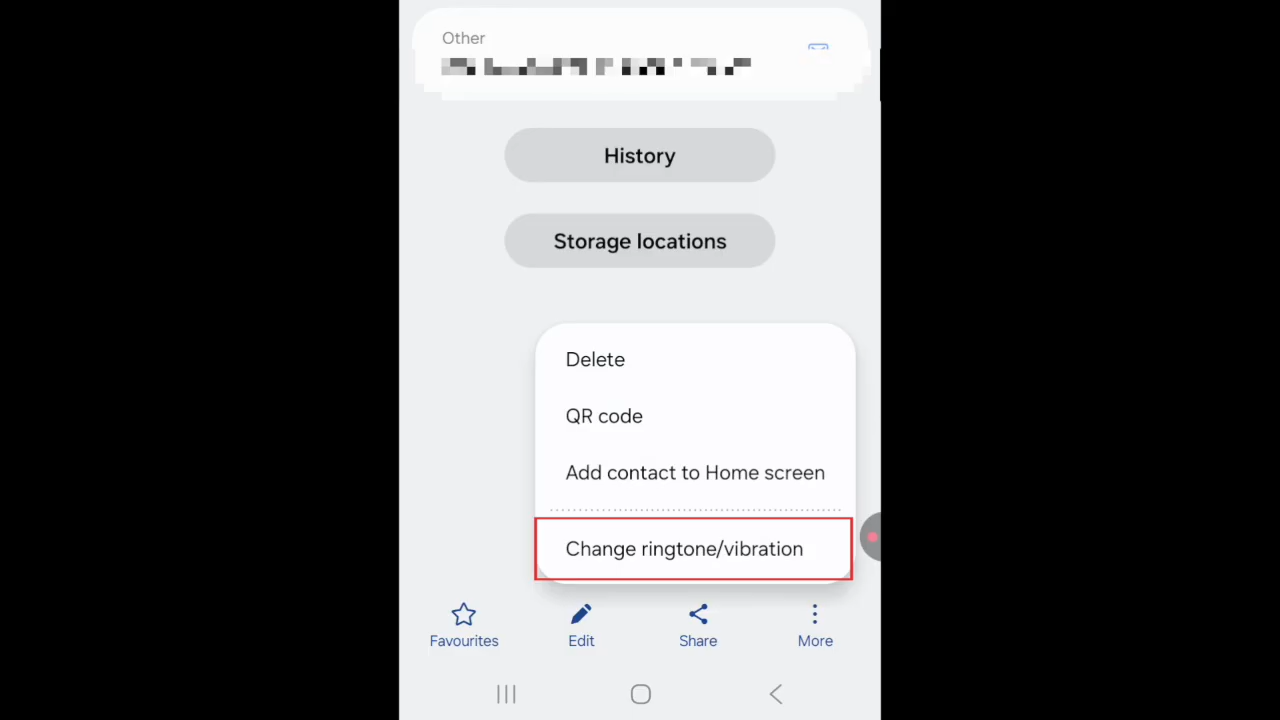 Other
History
Storage locations
Delete
QR code
Add contact to Home screen
Change ringtone/vibration
Favourites
Edit
Share
More